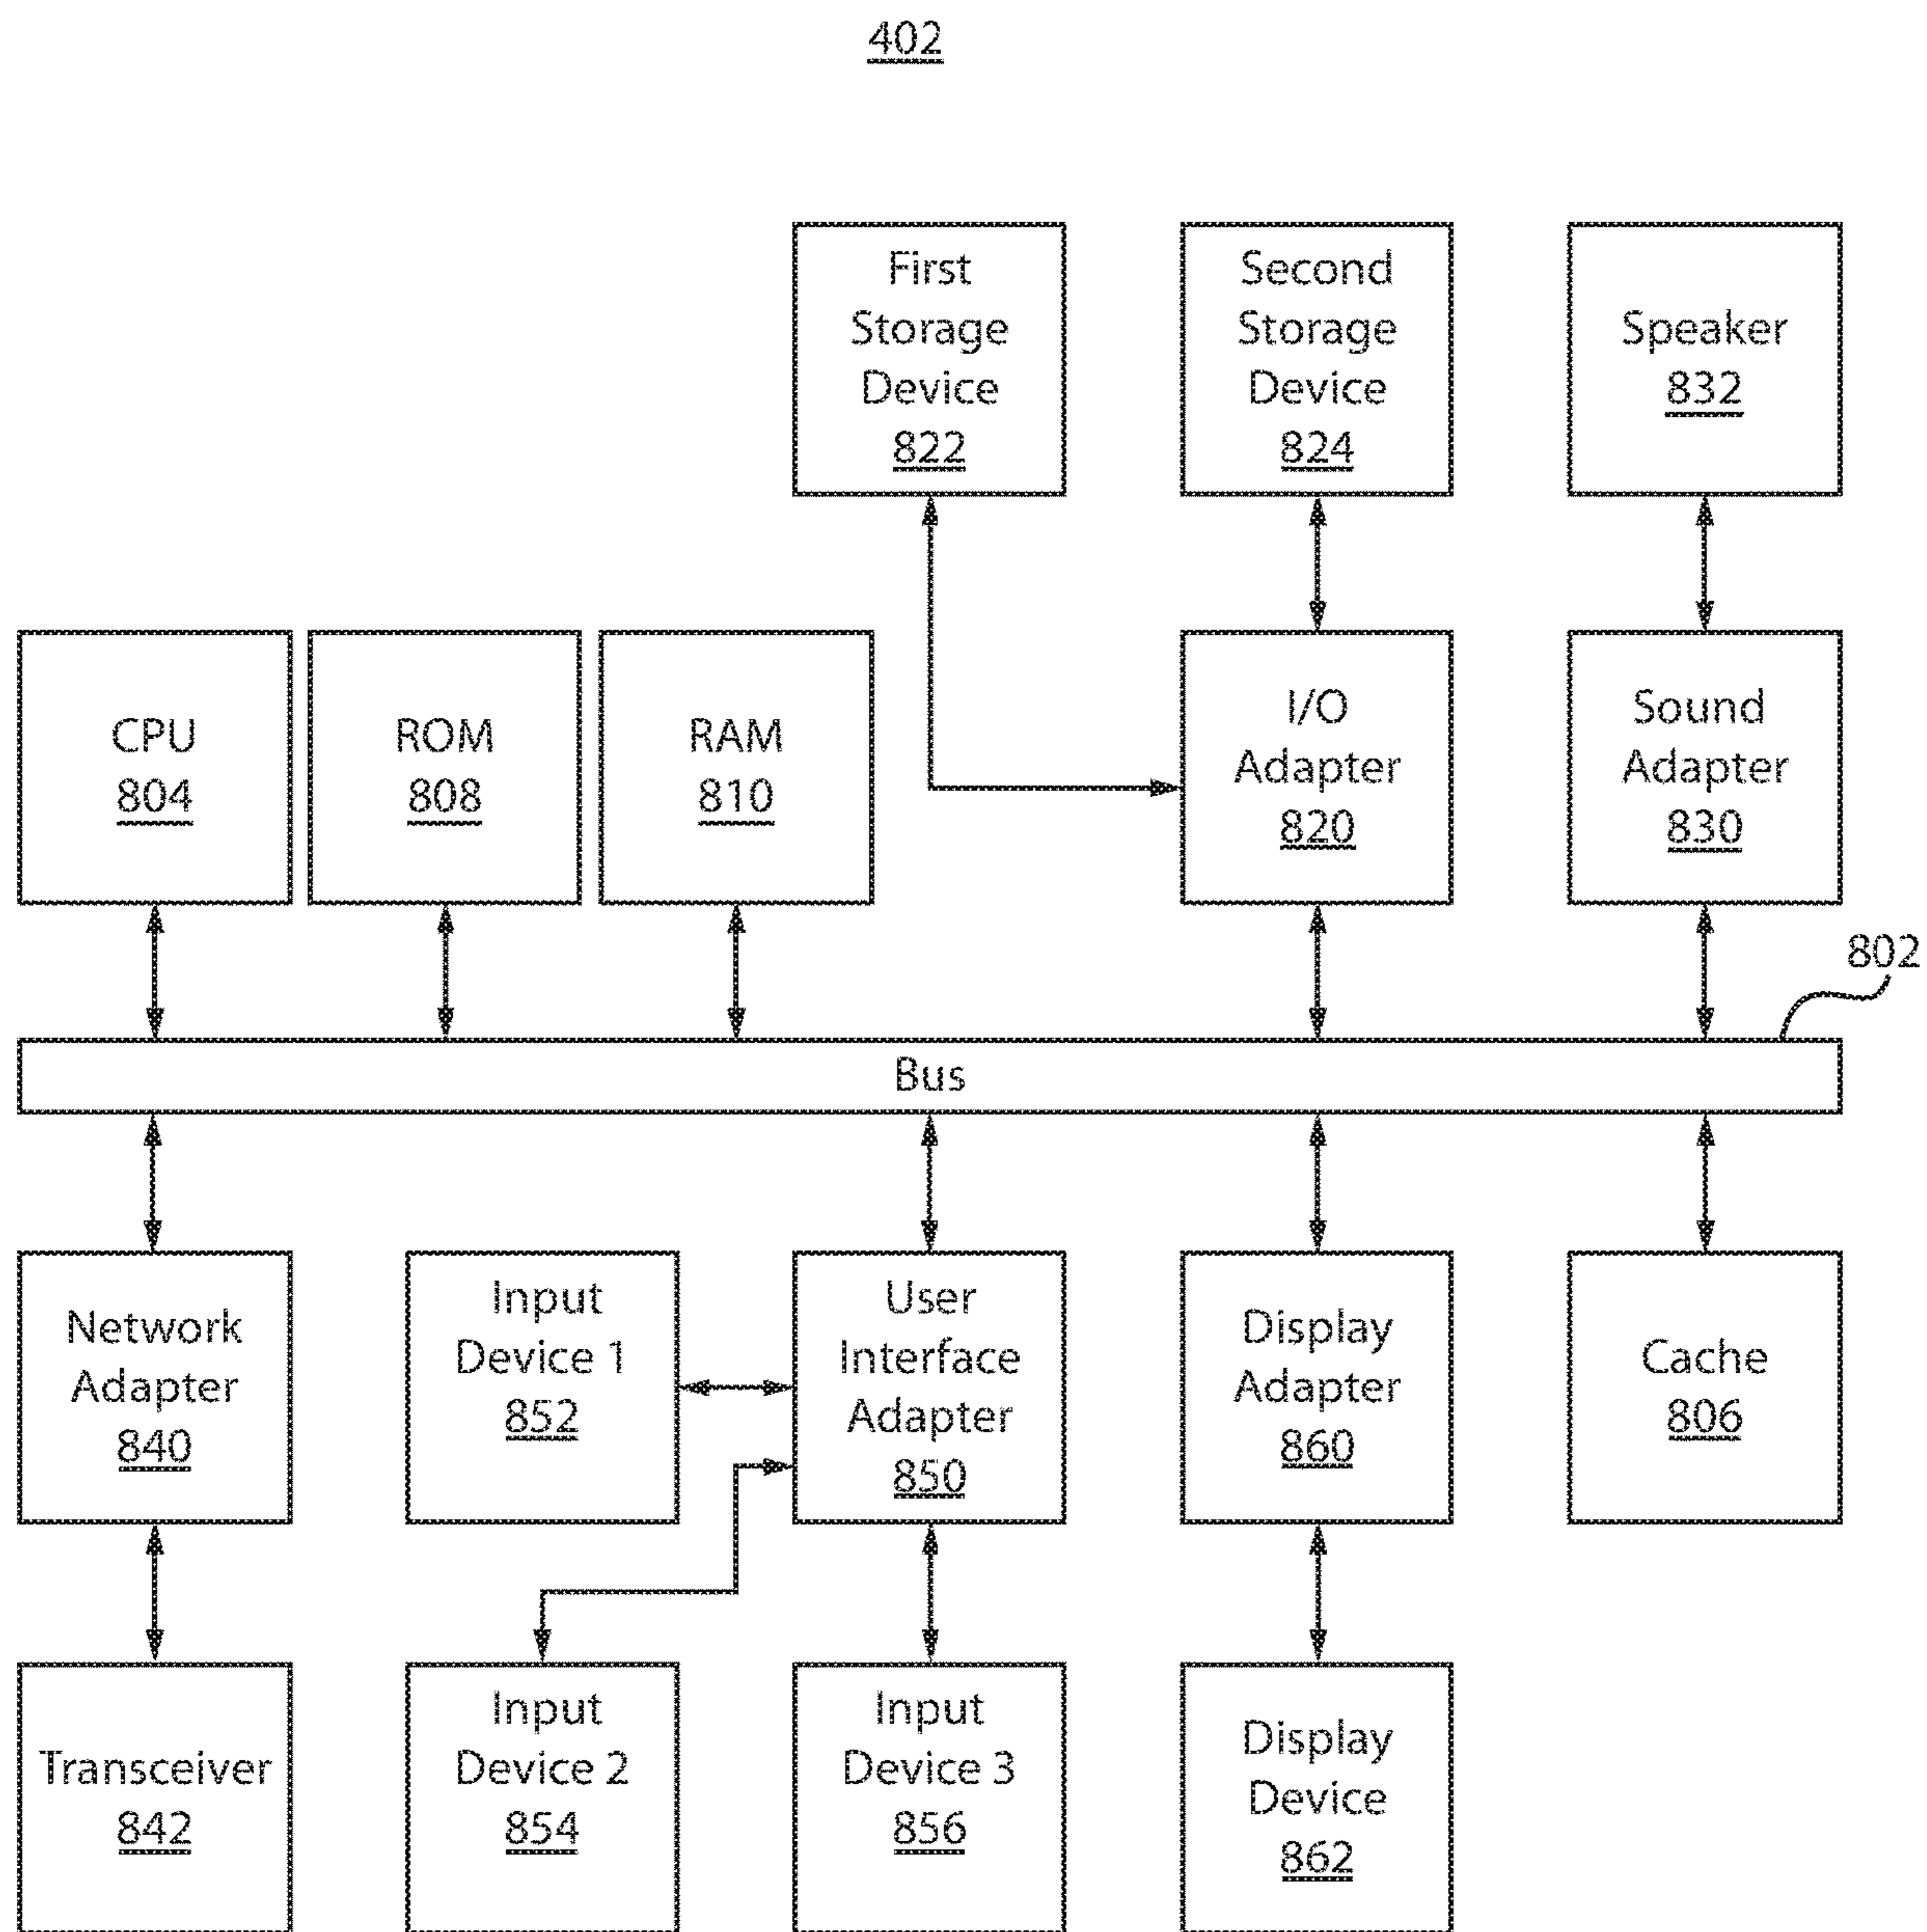 402
First
Storage
Device
822
Second
Storage
Device
824
Speaker
832
CPU
804
ROM
808
RAM
810
I/O
Adapter
820
Sound
Adapter
830
802
Bus
Network
Adapter
840
Input
Device 1
852
User
Interface
Adapter
850
Display
Adapter
860
Cache
806
Transceiver
842
Input
Device 2
854
Input
Device 3
856
Display
Device
862